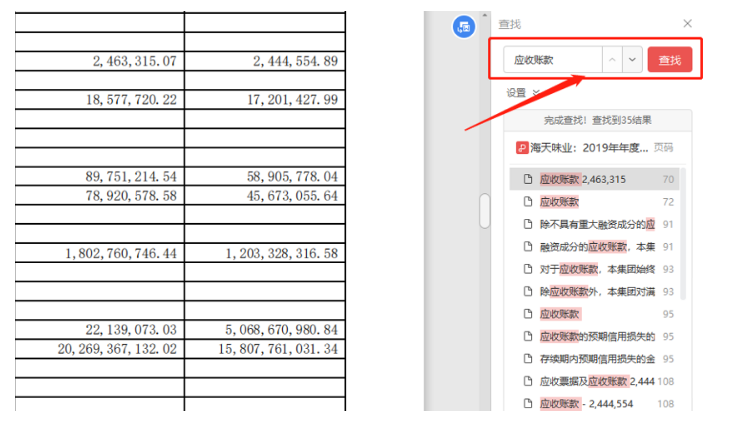 2,463,315.07 2,444,554.89
18,577,720.22 17,201,427.99
89,751,214.54 58,905,778.04
78,920,578.58 45,673,055.64
1,802,760,746.44 1,203,328,316.58
22,139,073.03 5,068,670,980.84
20,269,367,132.02 15,807,761,031.34
查找
应收账款 查找
设置
完成查找! 查找到35结果
海天味业：2019年年度... 页码
应收账款 2,463,315 70
应收账款 72
除不具有重大融资成分的应 91
融资成分的应收账款，本集 91
对于应收账款，本集团始终 93
除应收账款外，本集团对满 93
应收账款 95
应收账款的预期信用损失的 95
存续期内预期信用损失的金 95
应收票据及应收账款 2,444 108
应收账款 - 2,444,554 108